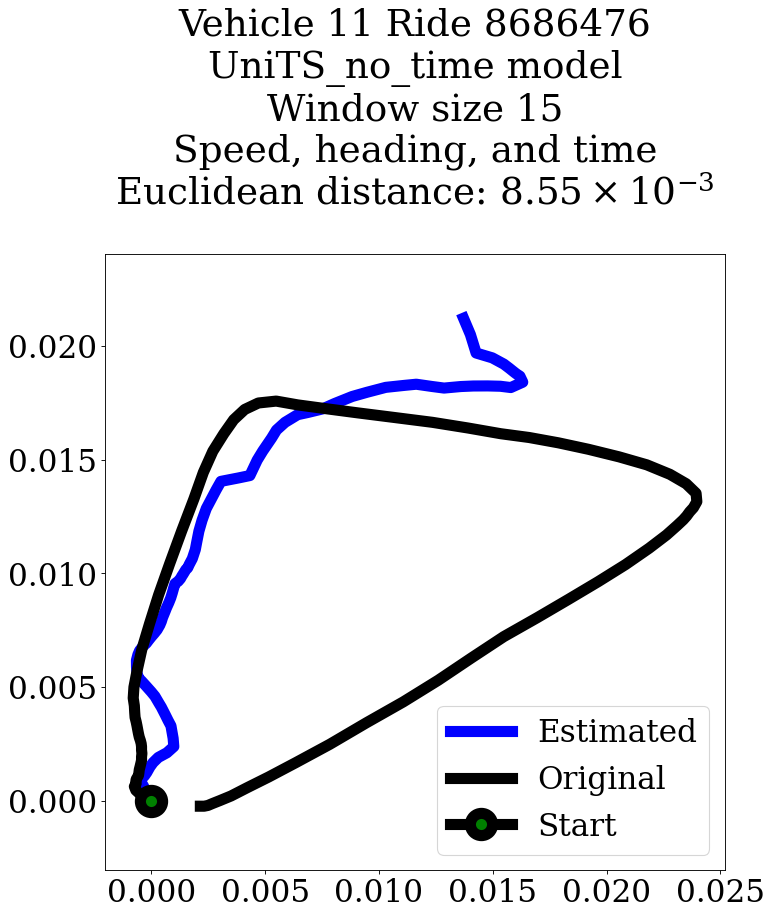 Vehicle 11 Ride 8686476
UniTS_no_time model
Window size 15
Speed, heading, and time
Euclidean distance: 8.55 × 10⁻³
0.020
0.015
0.010
0.005
0.000
Estimated
Original
Start
0.000 0.005 0.010 0.015 0.020 0.025